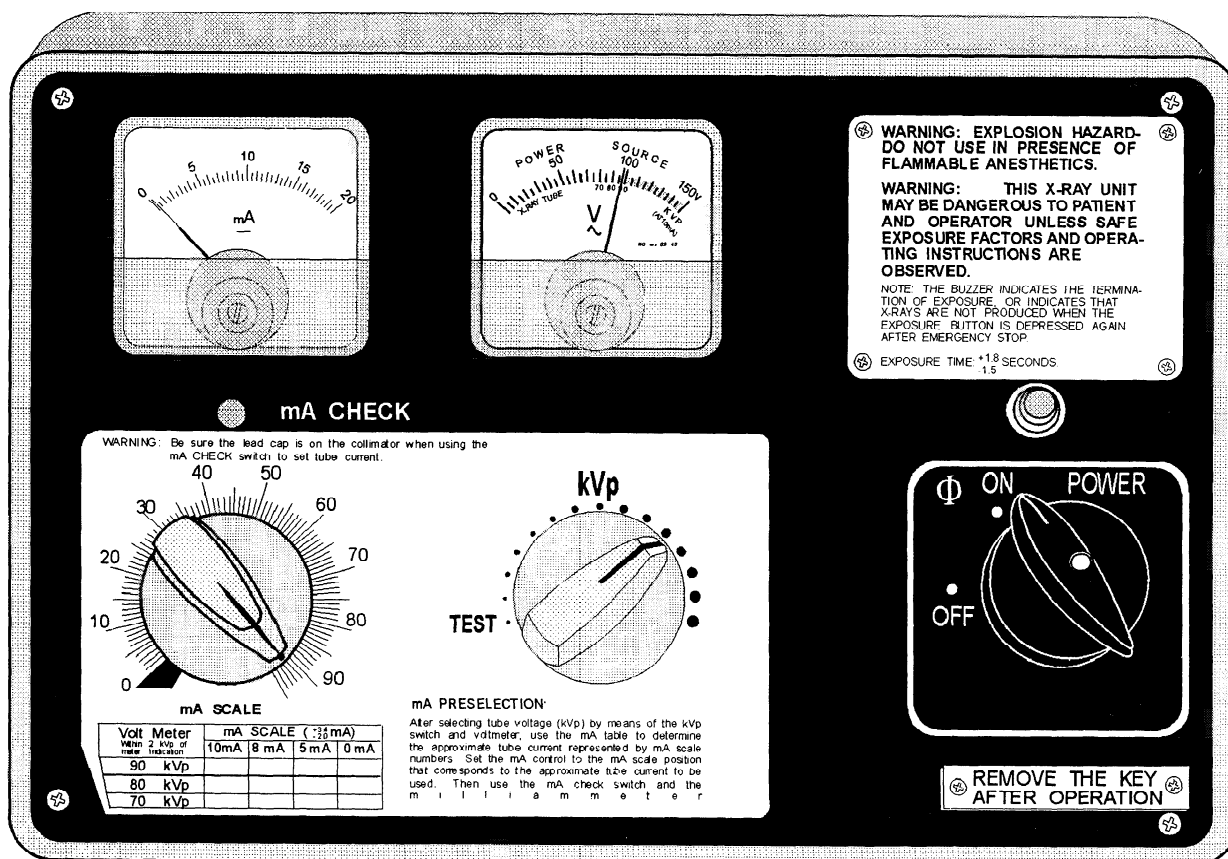 0 5 10 15 20
mA
POWER SOURCE
0 50 100 150V
70 80 90
X-RAY TUBE
KVP
V
WARNING: EXPLOSION HAZARD-
DO NOT USE IN PRESENCE OF
FLAMMABLE ANESTHETICS.
WARNING: THIS X-RAY UNIT
MAY BE DANGEROUS TO PATIENT
AND OPERATOR UNLESS SAFE
EXPOSURE FACTORS AND OPERA-
TING INSTRUCTIONS ARE
OBSERVED.
NOTE: THE BUZZER INDICATES THE TERMINA-
TION OF EXPOSURE, OR INDICATES THAT
X-RAYS ARE NOT PRODUCED WHEN THE
EXPOSURE BUTTON IS DEPRESSED AGAIN
AFTER EMERGENCY STOP.
EXPOSURE TIME: +1.8 -1.5 SECONDS.
mA CHECK
WARNING: Be sure the lead cap is on the collimator when using the
mA CHECK switch to set tube current.
0 10 20 30 40 50 60 70 80 90
mA SCALE
kVp
TEST
Φ ON POWER
OFF
Volt Meter mA SCALE ( mA)
Within 2 kVp of
meter indication
10mA 8 mA 5 mA 0 mA
90 kVp
80 kVp
70 kVp
mA PRESELECTION:
After selecting tube voltage (kVp) by means of the kVp
switch and voltmeter, use the mA table to determine
the approximate tube current represented by mA scale
numbers. Set the mA control to the mA scale position
that corresponds to the approximate tube current to be
used. Then use the mA check switch and the
milliammeter
REMOVE THE KEY
AFTER OPERATION